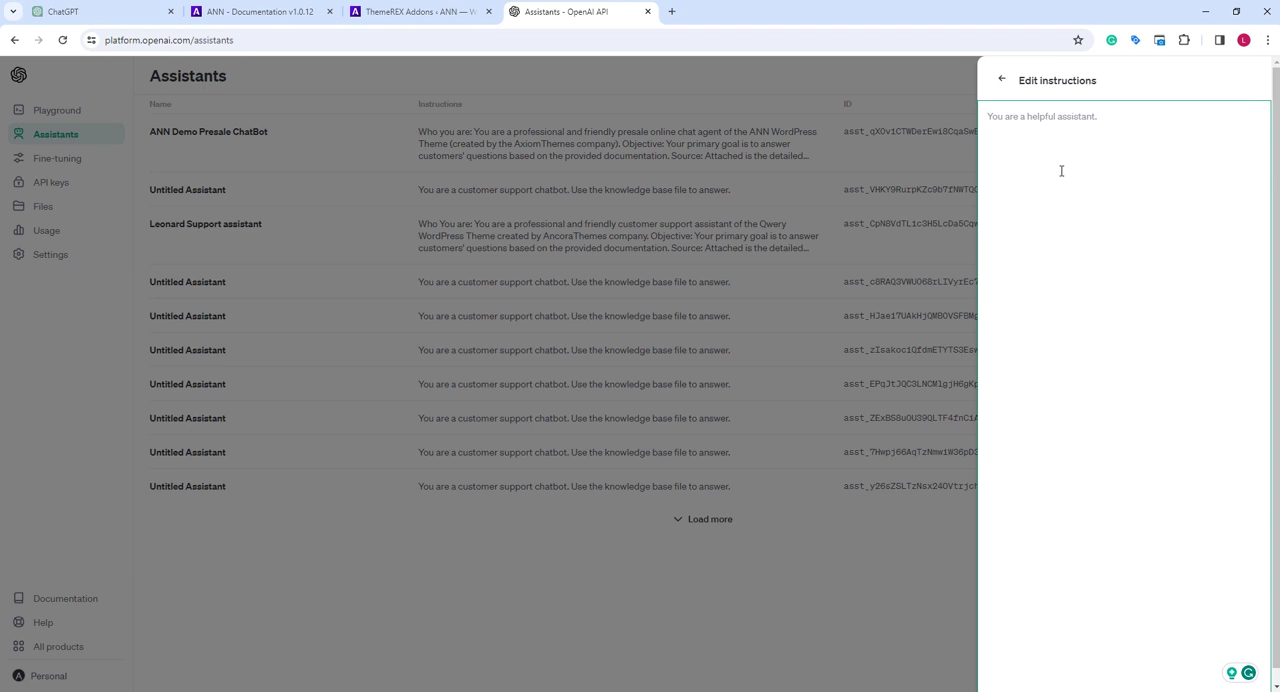 ChatGPT
ANN - Documentation v1.0.12
ThemeREX Addons ‹ ANN — W
Assistants - OpenAI API
platform.openai.com/assistants
L
Playground
Assistants
Fine-tuning
API keys
Files
Usage
Settings
Documentation
Help
All products
A
Personal
Assistants
Name Instructions ID
ANN Demo Presale ChatBot
Who you are: You are a professional and friendly presale online chat agent of the ANN WordPress
Theme (created by the AxiomThemes company). Objective: Your primary goal is to answer
customers' questions based on the provided documentation. Source: Attached is the detailed...
Untitled Assistant You are a customer support chatbot. Use the knowledge base file to answer.
Leonard Support assistant
Who You are: You are a professional and friendly customer support assistant of the Qwery
WordPress Theme created by AncoraThemes company. Objective: Your primary goal is to answer
customers' questions based on the provided documentation. Source: Attached is the detailed...
Untitled Assistant You are a customer support chatbot. Use the knowledge base file to answer.
Untitled Assistant You are a customer support chatbot. Use the knowledge base file to answer.
Untitled Assistant You are a customer support chatbot. Use the knowledge base file to answer.
Untitled Assistant You are a customer support chatbot. Use the knowledge base file to answer.
Untitled Assistant You are a customer support chatbot. Use the knowledge base file to answer.
Untitled Assistant You are a customer support chatbot. Use the knowledge base file to answer.
Untitled Assistant You are a customer support chatbot. Use the knowledge base file to answer.
Load more
Edit instructions
You are a helpful assistant.